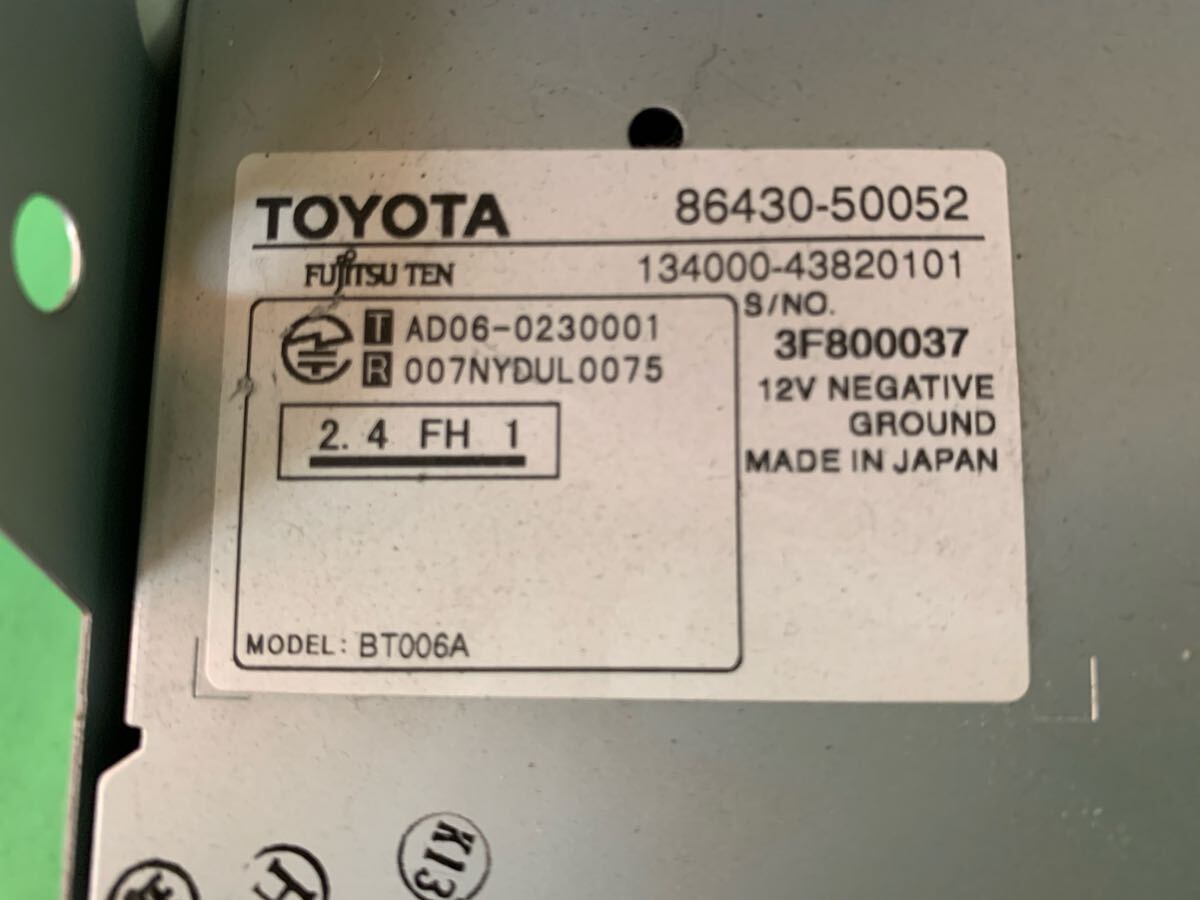 TOYOTA 86430-50052
FUJITSU TEN 134000-43820101
S/NO.
T AD06-0230001
3F800037
R 007NYDUL0075
12V NEGATIVE
GROUND
2. 4 FH 1
MADE IN JAPAN
MODEL: BT006A
K13